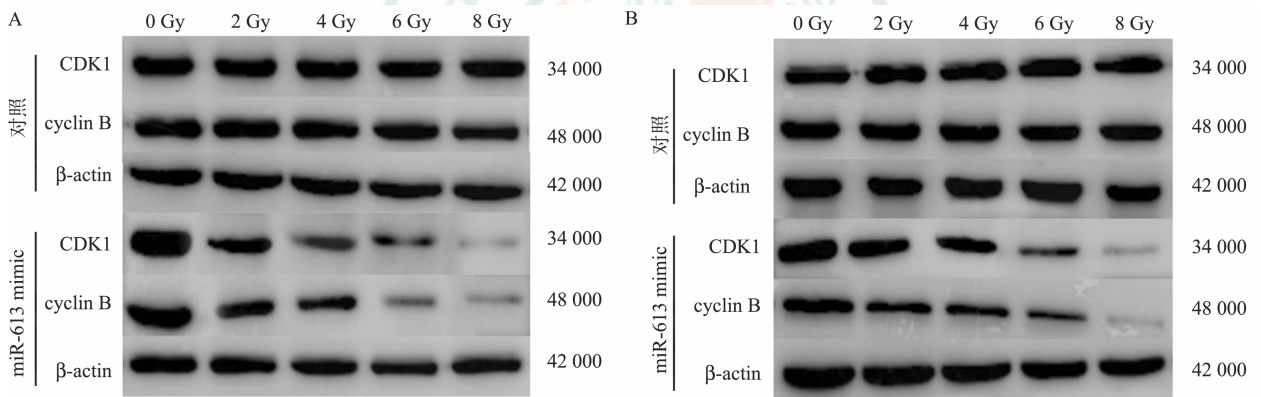 A
0 Gy 2 Gy 4 Gy 6 Gy 8 Gy
对照
CDK1 34 000
cyclin B 48 000
β-actin 42 000
miR-613 mimic
CDK1 34 000
cyclin B 48 000
β-actin 42 000
B
0 Gy 2 Gy 4 Gy 6 Gy 8 Gy
对照
CDK1 34 000
cyclin B 48 000
β-actin 42 000
miR-613 mimic
CDK1 34 000
cyclin B 48 000
β-actin 42 000